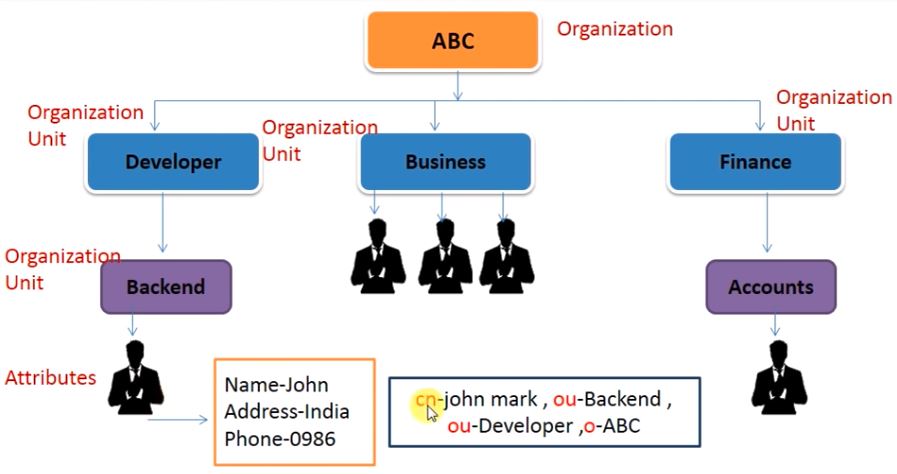 ABC
Organization
Organization
Unit
Organization
Unit
Organization
Unit
Developer
Business
Finance
Organization
Unit
Backend
Accounts
Attributes
Name-John
Address-India
Phone-0986
cn-john mark , ou-Backend ,
ou-Developer ,o-ABC